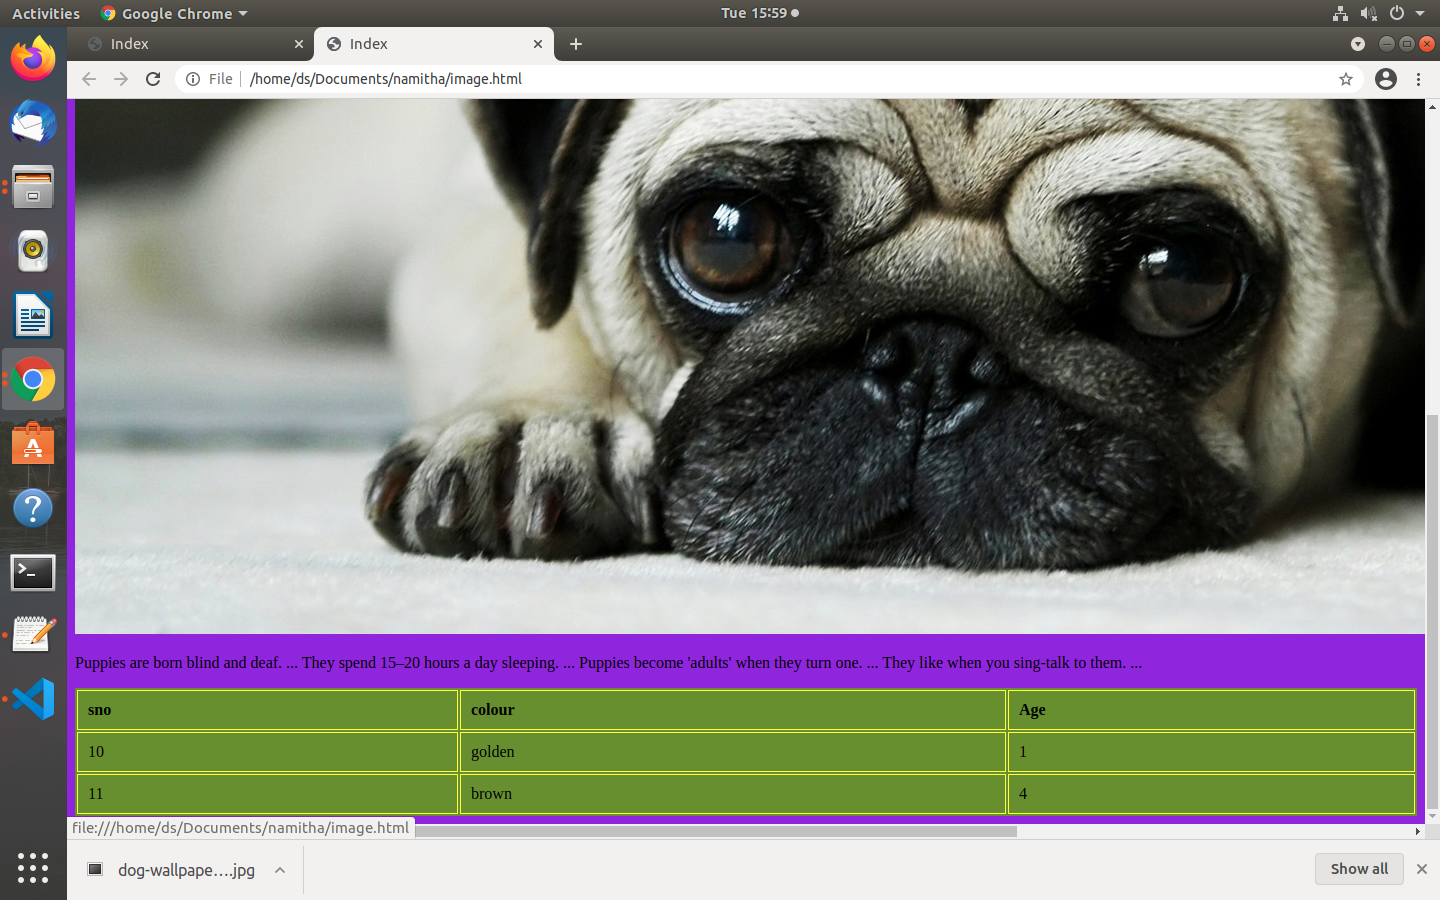 Activities Google Chrome Tue 15:59
Index Index
File /home/ds/Documents/namitha/image.html
Puppies are born blind and deaf. ... They spend 15–20 hours a day sleeping. ... Puppies become 'adults' when they turn one. ... They like when you sing-talk to them. ...
sno colour Age
10 golden 1
11 brown 4
file:///home/ds/Documents/namitha/image.html
dog-wallpape....jpg Show all